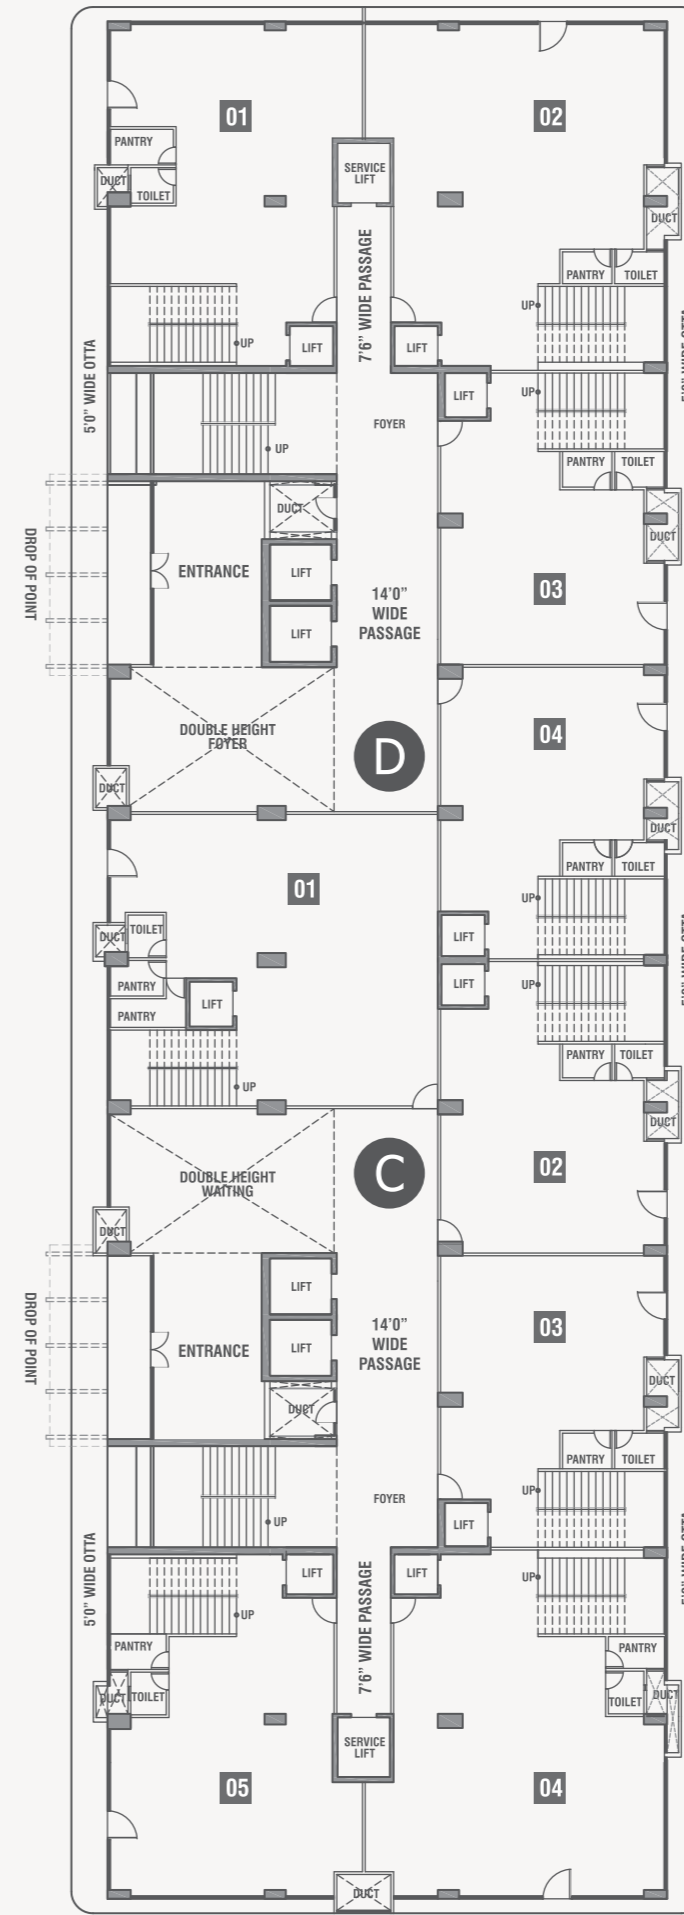 01
02
PANTRY
SERVICE
LIFT
DUCT
TOILET
DUCT
7'6" WIDE PASSAGE
PANTRY
TOILET
UP
UP
LIFT
LIFT
5'0" WIDE OTTA
UP
LIFT
FOYER
UP
PANTRY
TOILET
DUCT
DUCT
DROP OF POINT
ENTRANCE
LIFT
14'0"
WIDE
PASSAGE
03
LIFT
DOUBLE HEIGHT
FOYER
D
04
DUCT
DUCT
PANTRY
TOILET
01
UP
TOILET
DUCT
LIFT
PANTRY
LIFT
UP
LIFT
PANTRY
UP
PANTRY
TOILET
DUCT
DOUBLE HEIGHT
WAITING
C
02
DUCT
LIFT
DROP OF POINT
ENTRANCE
LIFT
14'0"
WIDE
PASSAGE
03
DUCT
DUCT
PANTRY
TOILET
FOYER
UP
UP
LIFT
5'0" WIDE OTTA
LIFT
LIFT
UP
UP
7'6" WIDE PASSAGE
PANTRY
PANTRY
DUCT
TOILET
TOILET
DUCT
SERVICE
LIFT
05
04
DUCT